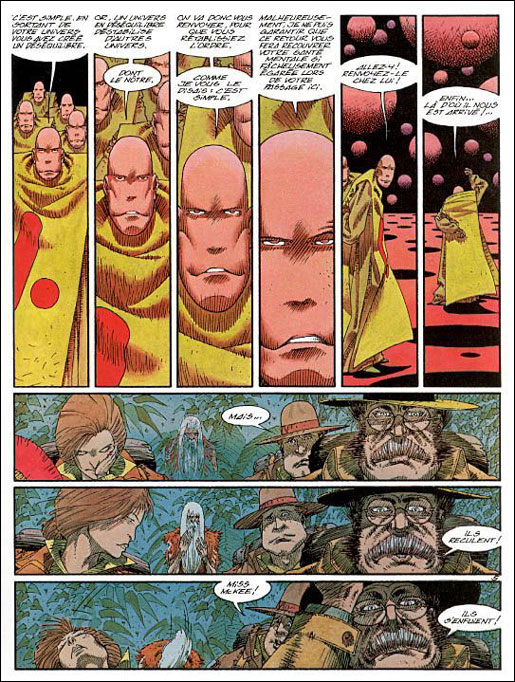 C'EST SIMPLE, EN
SORTANT DE
VOTRE UNIVERS
VOUS AVEZ CRÉÉ
UN DÉSÉQUILIBRE.
OR, UN UNIVERS
EN DÉSÉQUILIBRE
DÉSTABILISE
D'AUTRES
UNIVERS,
DONT
LE NÔTRE.
ON VA DONC VOUS
RENVOYER, POUR
QUE VOUS
RÉTABLISSIEZ
L'ORDRE.
COMME
JE VOUS LE
DISAIS : C'EST
SIMPLE.
MALHEUREUSE-
MENT, JE NE PUIS
GARANTIR QUE
CE RETOUR VOUS
FERA RECOUVRER
VOTRE SANTÉ
MENTALE SI
FÂCHEUSEMENT
ÉGARÉE LORS
DE VOTRE
PASSAGE ICI.
ALLEZ-Y !
RENVOYEZ-LE
CHEZ LUI !
ENFIN...
LÀ D'OÙ IL NOUS
EST ARRIVÉ !...
MAIS...
ILS
RECULENT !
MISS
McKEE !
ILS
S'ENFUIENT !